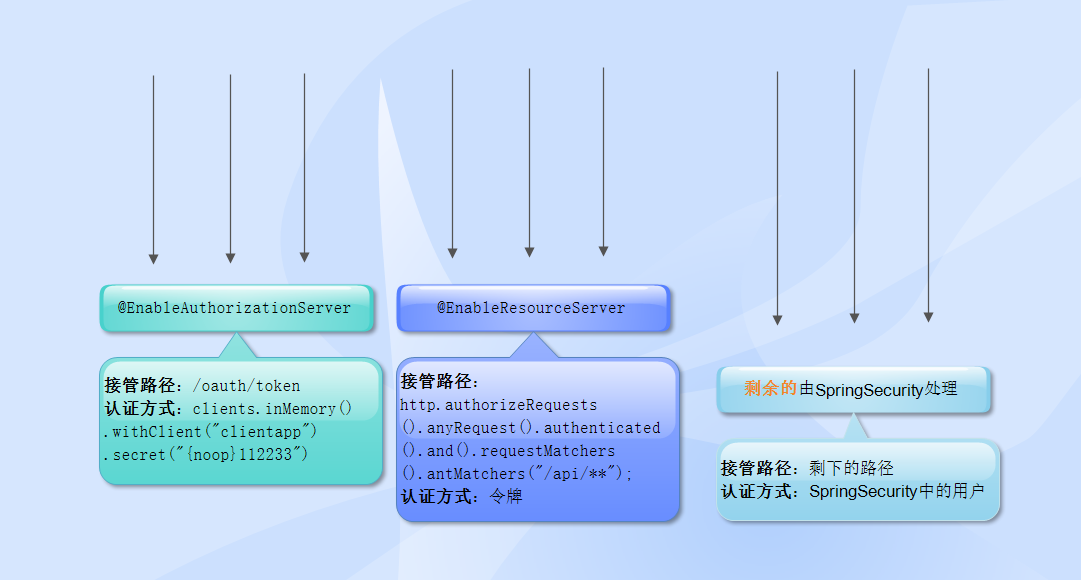 @EnableAuthorizationServer
接管路径：/oauth/token
认证方式：clients.inMemory()
.withClient("clientapp")
.secret("{noop}112233")
@EnableResourceServer
接管路径：
http.authorizeRequests
().anyRequest().authenticated
().and().requestMatchers
().antMatchers("/api/**");
认证方式：令牌
剩余的由SpringSecurity处理
接管路径：剩下的路径
认证方式：SpringSecurity中的用户